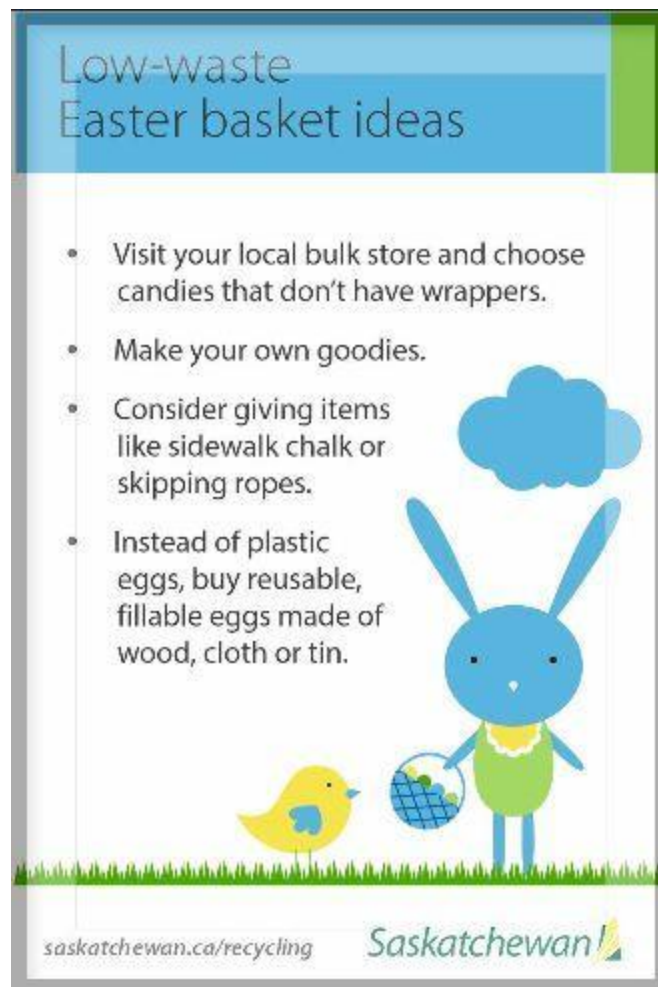 Low-waste
Easter basket ideas
• Visit your local bulk store and choose
candies that don't have wrappers.
• Make your own goodies.
• Consider giving items
like sidewalk chalk or
skipping ropes.
• Instead of plastic
eggs, buy reusable,
fillable eggs made of
wood, cloth or tin.
saskatchewan.ca/recycling
Saskatchewan